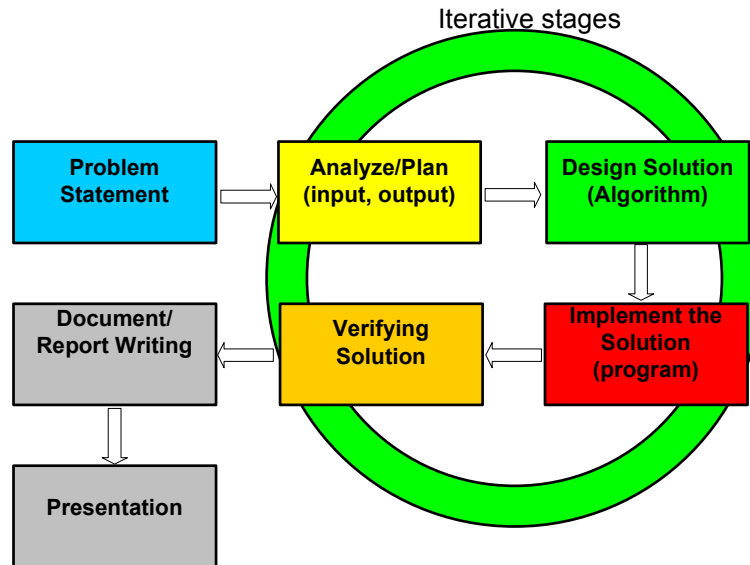 Iterative stages
Problem
Statement
Analyze/Plan
(input, output)
Design Solution
(Algorithm)
Implement the
Solution
(program)
Verifying
Solution
Document/
Report Writing
Presentation